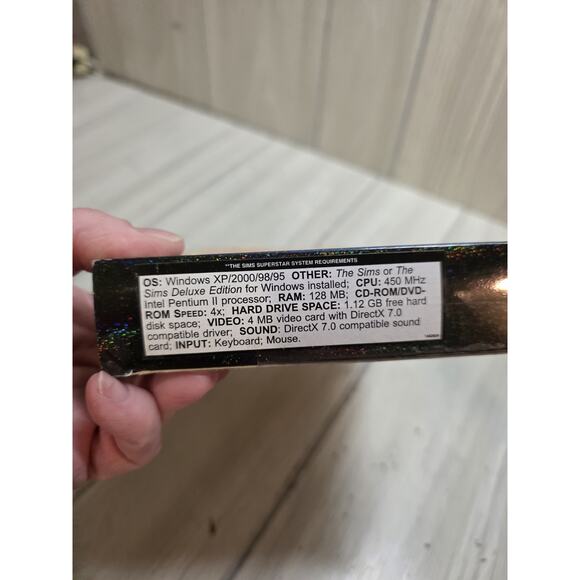 **THE SIMS SUPERSTAR SYSTEM REQUIREMENTS
OS: Windows XP/2000/98/95 OTHER: The Sims or The
Sims Deluxe Edition for Windows installed; CPU: 450 MHz
Intel Pentium II processor; RAM: 128 MB; CD-ROM/DVD-
ROM SPEED: 4x; HARD DRIVE SPACE: 1.12 GB free hard
disk space; VIDEO: 4 MB video card with DirectX 7.0
compatible driver; SOUND: DirectX 7.0 compatible sound
card; INPUT: Keyboard; Mouse.